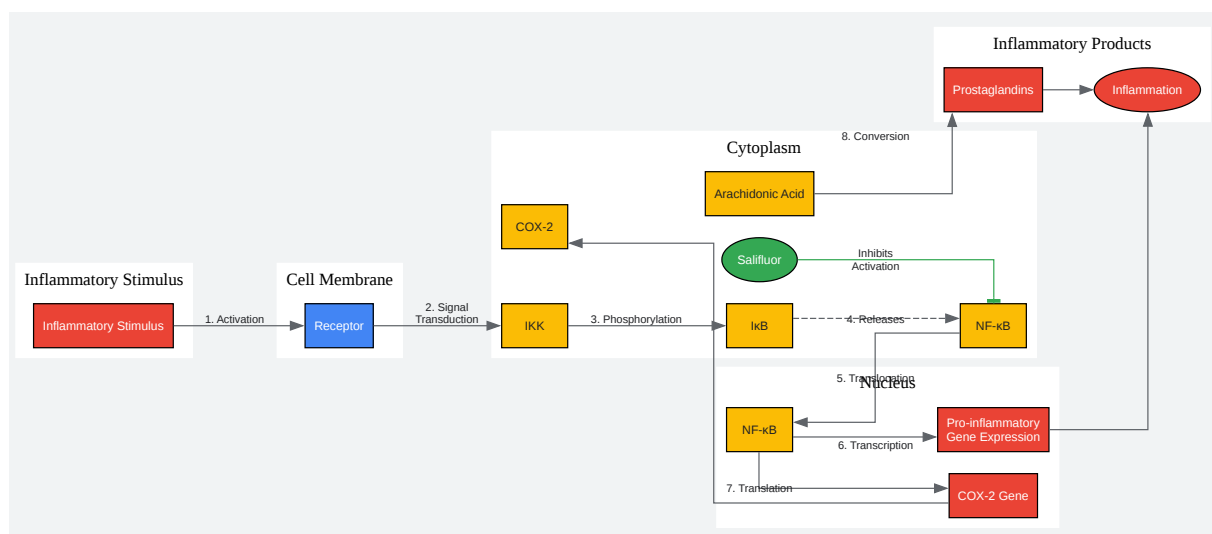 Inflammatory Products
Prostaglandins
Inflammation
8. Conversion
Cytoplasm
Arachidonic Acid
COX-2
Salifluor
Inhibits
Activation
Inflammatory Stimulus
Cell Membrane
Inflammatory Stimulus
1. Activation
Receptor
2. Signal
Transduction
IKK
3. Phosphorylation
IκB
4. Releases
NF-κB
5. Translocation
Nucleus
NF-κB
6. Transcription
Pro-inflammatory
Gene Expression
7. Translation
COX-2 Gene